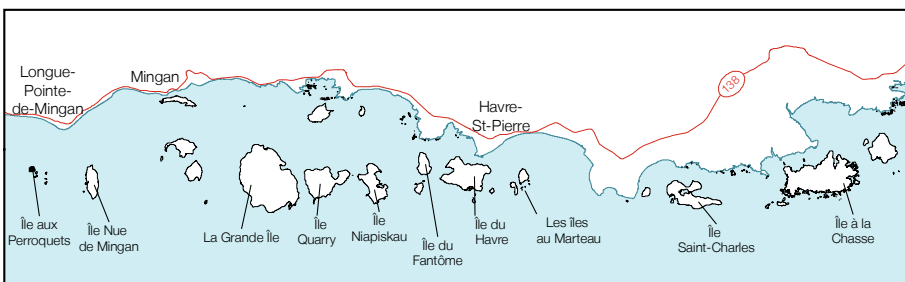 Longue-
Pointe-
de-Mingan
Mingan
Havre-
St-Pierre
138
Île aux
Perroquets
Île Nue
de Mingan
La Grande Île
Île
Quarry
Île
Niapiskau
Île du
Fantôme
Île du
Havre
Les îles
au Marteau
Île
Saint-Charles
Île à la
Chasse